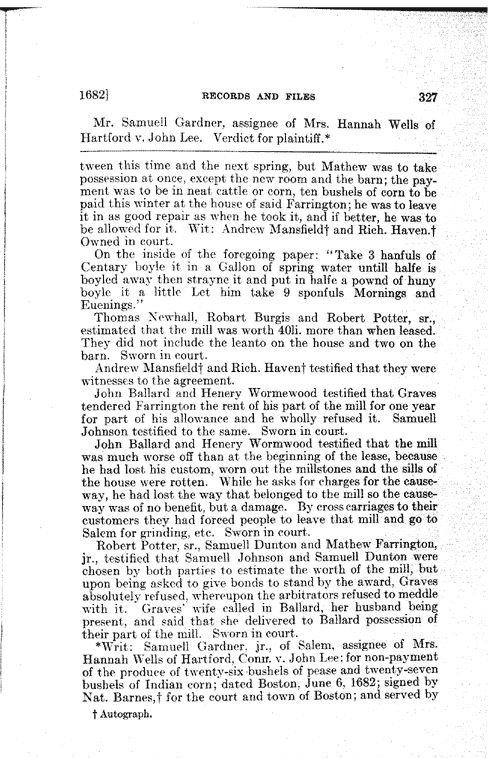 1682] RECORDS AND FILES 327
Mr. Samuell Gardner, assignee of Mrs. Hannah Wells of
Hartford v. John Lee. Verdict for plaintiff.*
tween this time and the next spring, but Mathew was to take
possession at once, except the new room and the barn; the pay-
ment was to be in neat cattle or corn, ten bushels of corn to be
paid this winter at the house of said Farrington; he was to leave
it in as good repair as when he took it, and if better, he was to
be allowed for it. Wit: Andrew Mansfield† and Rich. Haven.†
Owned in court.
On the inside of the foregoing paper: "Take 3 hanfuls of
Centary boyle it in a Gallon of spring water untill halfe is
boyled away then strayne it and put in halfe a pownd of huny
boyle it a little Let him take 9 sponfuls Mornings and
Euenings."
Thomas Newhall, Robart Burgis and Robert Potter, sr.,
estimated that the mill was worth 40li. more than when leased.
They did not include the leanto on the house and two on the
barn. Sworn in court.
Andrew Mansfield† and Rich. Haven† testified that they were
witnesses to the agreement.
John Ballard and Henery Wormewood testified that Graves
tendered Farrington the rent of his part of the mill for one year
for part of his allowance and he wholly refused it. Samuell
Johnson testified to the same. Sworn in court.
John Ballard and Henery Wormwood testified that the mill
was much worse off than at the beginning of the lease, because
he had lost his custom, worn out the millstones and the sills of
the house were rotten. While he asks for charges for the cause-
way, he had lost the way that belonged to the mill so the cause-
way was of no benefit, but a damage. By cross carriages to their
customers they had forced people to leave that mill and go to
Salem for grinding, etc. Sworn in court.
Robert Potter, sr., Samuell Dunton and Mathew Farrington,
jr., testified that Samuell Johnson and Samuell Dunton were
chosen by both parties to estimate the worth of the mill, but
upon being asked to give bonds to stand by the award, Graves
absolutely refused, whereupon the arbitrators refused to meddle
with it. Graves' wife called in Ballard, her husband being
present, and said that she delivered to Ballard possession of
their part of the mill. Sworn in court.
*Writ: Samuell Gardner, jr., of Salem, assignee of Mrs.
Hannah Wells of Hartford, Conr. v. John Lee; for non-payment
of the produce of twenty-six bushels of pease and twenty-seven
bushels of Indian corn; dated Boston, June 6, 1682; signed by
Nat. Barnes,† for the court and town of Boston; and served by
† Autograph.